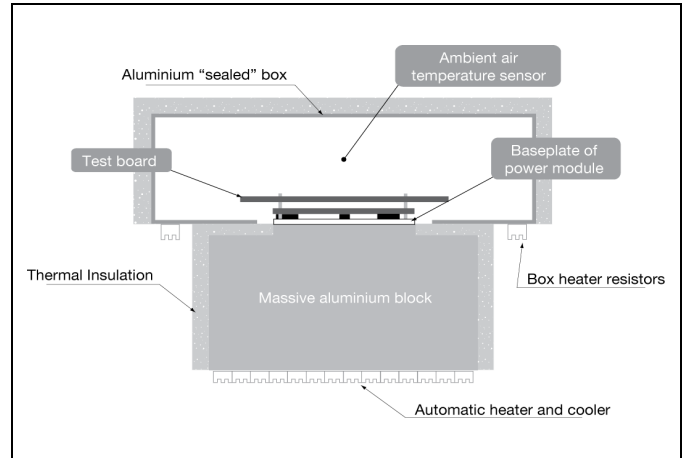 Ambient air
temperature sensor
Aluminium “sealed” box
Test board
Baseplate of
power module
Thermal Insulation
Box heater resistors
Massive aluminium block
Automatic heater and cooler